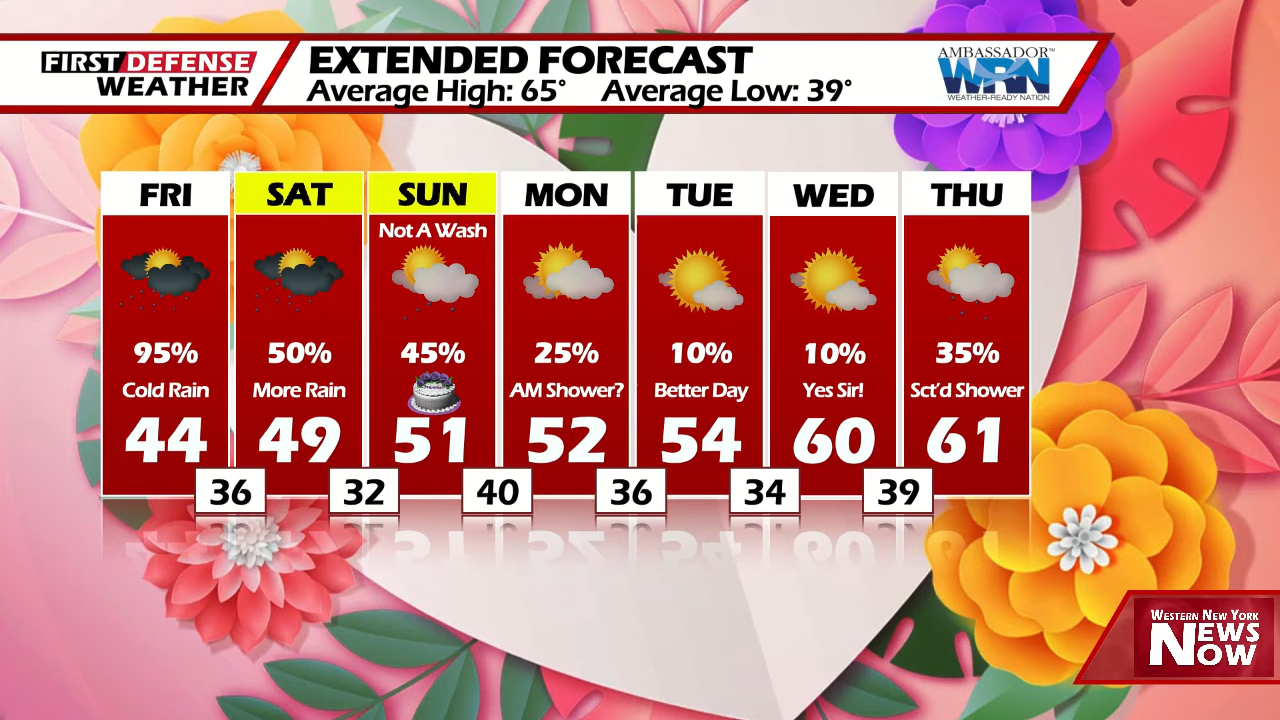 FIRST DEFENSE
WEATHER
EXTENDED FORECAST
Average High: 65° Average Low: 39°
AMBASSADOR™
WRN
WEATHER-READY NATION
FRI SAT SUN MON TUE WED THU
Not A Wash
95% 50% 45% 25% 10% 10% 35%
Cold Rain More Rain AM Shower? Better Day Yes Sir! Sct'd Shower
44 49 51 52 54 60 61
36 32 40 36 34 39
WESTERN NEW YORK
NEWS
NOW